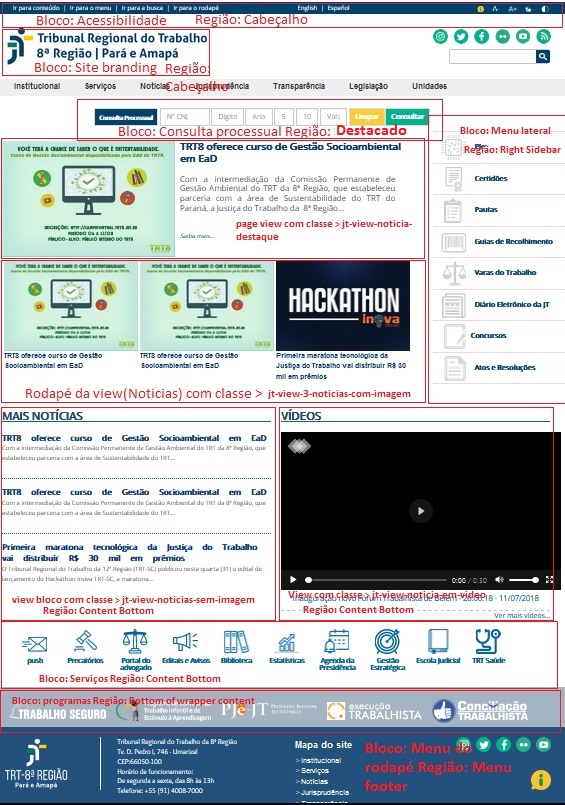 Ir para conteúdo | Ir para o menu | Ir para a busca | Ir para o rodapé
English | Español
A- A+
Bloco: Acessibilidade Região: Cabeçalho
Tribunal Regional do Trabalho
8ª Região | Pará e Amapá
Bloco: Site branding Região:
Cabeçalho
Institucional Serviços Notícias Jurisprudência Transparência Legislação Unidades
Consulta Processual Nº CNJ Dígito Ano 5 10 Vara Limpar Consultar
Bloco: Consulta processual Região: Destacado
Bloco: Menu lateral
PJe
Região: Right Sidebar
Certidões
Pautas
Guias de Recolhimento
Varas do Trabalho
Diário Eletrônico da JT
Concursos
Atos e Resoluções
VOCÊ TERÁ A CHANCE DE SABER O QUE É SUSTENTABILIDADE.
Curso de Gestão Socioambiental disponibilizado pela EAD do TRT8.
PERÍODO 06 A 11/08
PÚBLICO-ALVO: PÚBLICO INTERNO DO TRT8
TRT8 oferece curso de Gestão Socioambiental
em EaD
Com a intermediação da Comissão Permanente de
Gestão Ambiental do TRT da 8ª Região, que estabeleceu
parceria com a área de Sustentabilidade do TRT do
Paraná, a Justiça do Trabalho da 8ª Região...
Saiba mais...
page view com classe > jt-view-noticia-
destaque
HACKATHON
inova
TRT8 oferece curso de Gestão
Socioambiental em EaD
TRT8 oferece curso de Gestão
Socioambiental em EaD
Primeira maratona tecnológica da
Justiça do Trabalho vai distribuir R$ 30
mil em prêmios
Rodapé da view(Noticias) com classe > jt-view-3-noticias-com-imagem
MAIS NOTÍCIAS
TRT8 oferece curso de Gestão Socioambiental em EaD
Com a intermediação da Comissão Permanente de Gestão Ambiental do TRT da 8ª Região, que
estabeleceu parceria com a área de Sustentabilidade do TRT...
TRT8 oferece curso de Gestão Socioambiental em EaD
Com a intermediação da Comissão Permanente de Gestão Ambiental do TRT da 8ª Região, que
estabeleceu parceria com a área de Sustentabilidade do TRT...
Primeira maratona tecnológica da Justiça do Trabalho
vai distribuir R$ 30 mil em prêmios
O Tribunal Regional do Trabalho da 12ª Região (TRT-SC) publicou nesta quarta (31) o edital de
lançamento do Hackathon Inova TRT-SC, a maratona...
view bloco com classe > jt-view-noticias-sem-imagem
Região: Content Bottom
VÍDEOS
0:00 / 0:30
View com classe > jt-view-noticia-em-video
Inauguração novo Fórum Trabalhista de Belém - 11/07/2018
Região: Content Bottom
Ver mais vídeos...
push
Precatórios
Portal do
advogado
Editais e Avisos
Biblioteca
Estatísticas
Agenda da
Presidência
Gestão
Estratégica
Escola Judicial
TRT Saúde
Bloco: Serviços Região: Content Bottom
Bloco: programas Região: Bottom of wrapper content
TRABALHO SEGURO
Trabalho Infantil e de
Estímulo à Aprendizagem
PJe JT
Processo Judicial
Eletrônico
execução
TRABALHISTA
Conciliação
TRABALHISTA
TRT-8ª REGIÃO
Pará e Amapá
Tribunal Regional do Trabalho da 8ª Região
Tv. D. Pedro I, 746 - Umarizal
CEP:66050-100
Horário de funcionamento:
De segunda a sexta, das 8h às 13h
Telefone: +55 (91) 4008-7000
Mapa do site
> Institucional
> Serviços
> Notícias
> Jurisprudência
> Transparência
Bloco: Menu do
rodapé Região: Menu
footer